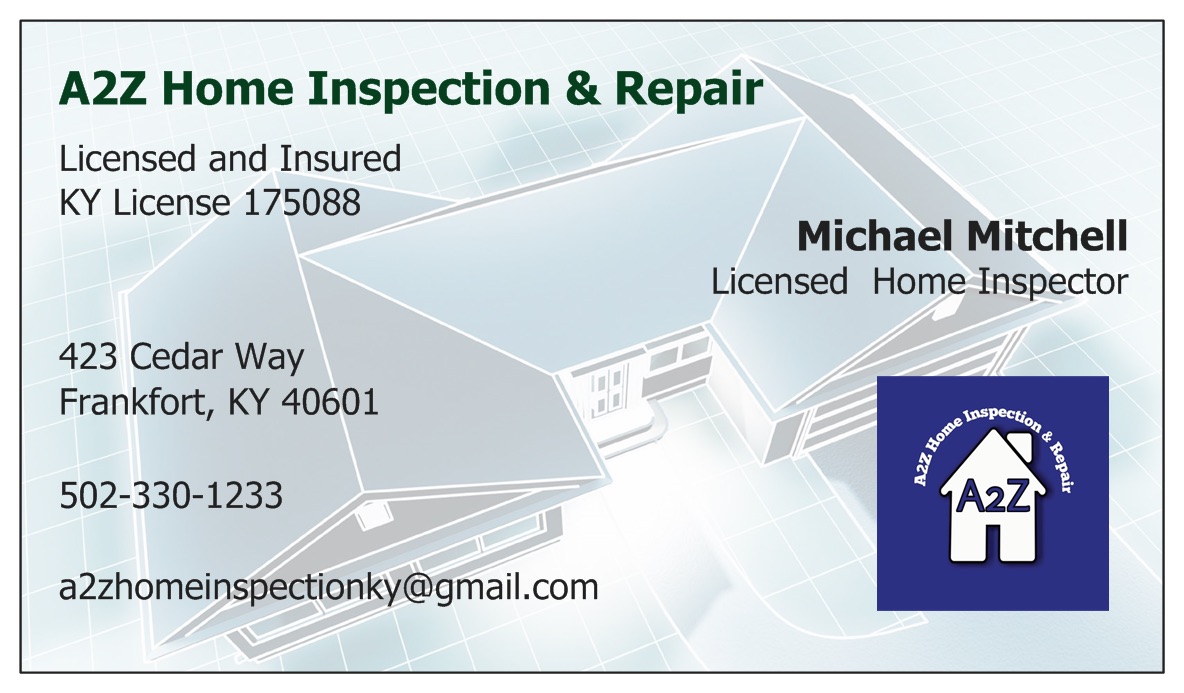 A2Z Home Inspection & Repair
Licensed and Insured
KY License 175088
Michael Mitchell
Licensed  Home Inspector
423 Cedar Way
Frankfort, KY 40601
502-330-1233
a2zhomeinspectionky@gmail.com
A2Z Home Inspection & Repair
A2Z